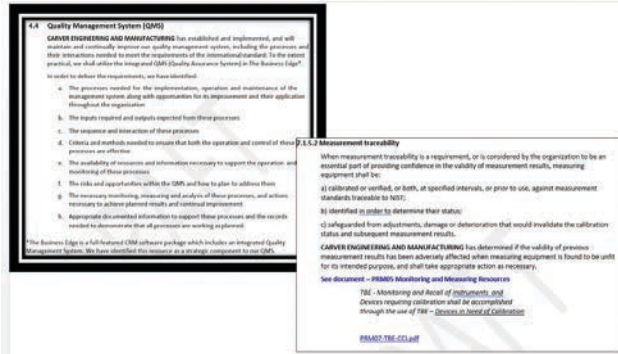 4.4 Quality Management System (QMS)
CARVER ENGINEERING AND MANUFACTURING has established and implemented, and will
maintain and continually improve our quality management system, including the processes and
their interactions needed to meet the requirements of the international standard. To the extent
practical, we shall utilize the integrated QMS (Quality Assurance System) in The Business Edge*.
In order to deliver the requirements, we have identified:
a. The processes needed for the implementation, operation and maintenance of the
management system along with opportunities for its improvement and their application
throughout the organization
b. The inputs required and outputs expected from these processes
c. The sequence and interaction of these processes
d. Criteria and methods needed to ensure that both the operation and control of these
processes are effective
e. The availability of resources and information necessary to support the operation and
monitoring of these processes
f. The risks and opportunities within the QMS and how to plan to address them
g. The necessary monitoring, measuring and analysis of these processes, and actions
necessary to achieve planned results and continual improvement
h. Appropriate documented information to support these processes and the records
needed to demonstrate that all processes are working as planned.
*The Business Edge is a full-featured CRM software package which includes an integrated Quality
Management System. We have identified this resource as a strategic component to our QMS.
7.1.5.2 Measurement traceability
When measurement traceability is a requirement, or is considered by the organization to be an
essential part of providing confidence in the validity of measurement results, measuring
equipment shall be:
a) calibrated or verified, or both, at specified intervals, or prior to use, against measurement
standards traceable to NIST;
b) identified in order to determine their status;
c) safeguarded from adjustments, damage or deterioration that would invalidate the calibration
status and subsequent measurement results.
CARVER ENGINEERING AND MANUFACTURING has determined if the validity of previous
measurement results has been adversely affected when measuring equipment is found to be unfit
for its intended purpose, and shall take appropriate action as necessary.
See document – PRM05 Monitoring and Measuring Resources
TBE - Monitoring and Recall of instruments and
Devices requiring calibration shall be accomplished
through the use of TBE – Devices in Need of Calibration
PRM07-TBE-CCI.pdf